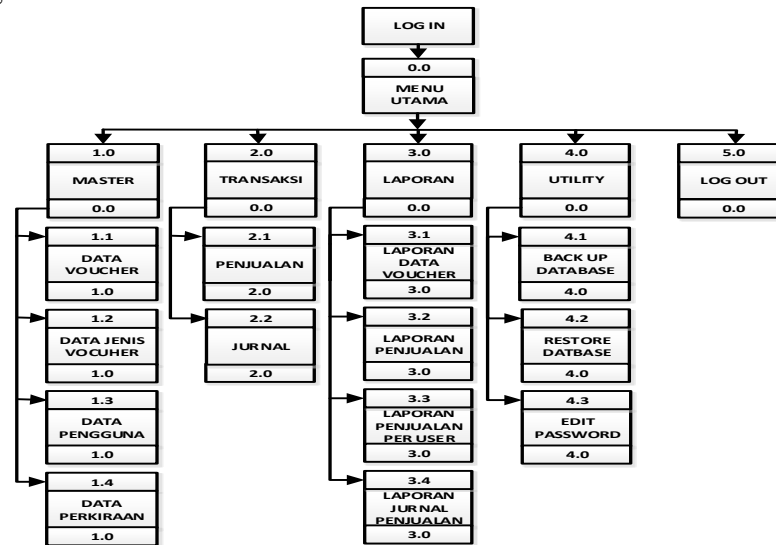 LOG IN
0.0
MENU
UTAMA
1.0
MASTER
0.0
2.0
TRANSAKSI
0.0
3.0
LAPORAN
0.0
4.0
UTILITY
0.0
5.0
LOG OUT
0.0
1.1
DATA
VOUCHER
1.0
1.2
DATA JENIS
VOCUHER
1.0
1.3
DATA
PENGGUNA
1.0
1.4
DATA
PERKIRAAN
1.0
2.1
PENJUALAN
2.0
2.2
JURNAL
2.0
3.1
LAPORAN
DATA
VOUCHER
3.0
3.2
LAPORAN
PENJUALAN
3.0
3.3
LAPORAN
PENJUALAN
PER USER
3.0
3.4
LAPORAN
JURNAL
PENJUALAN
3.0
4.1
BACK UP
DATABASE
4.0
4.2
RESTORE
DATBASE
4.0
4.3
EDIT
PASSWORD
4.0